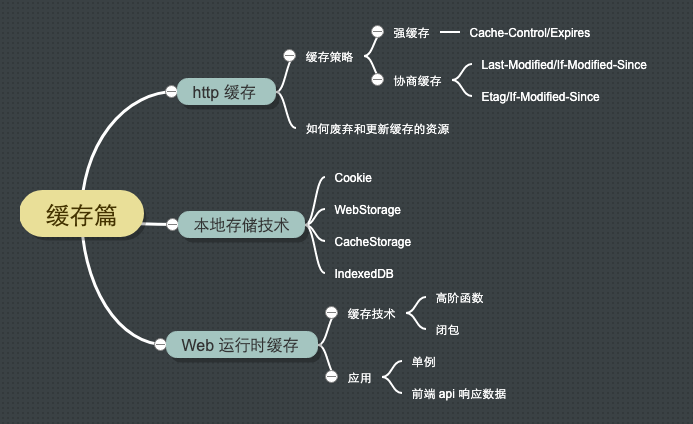 缓存篇
http 缓存
缓存策略
强缓存
Cache-Control/Expires
协商缓存
Last-Modified/If-Modified-Since
Etag/If-Modified-Since
如何废弃和更新缓存的资源
本地存储技术
Cookie
WebStorage
CacheStorage
IndexedDB
Web 运行时缓存
缓存技术
高阶函数
闭包
应用
单例
前端 api 响应数据